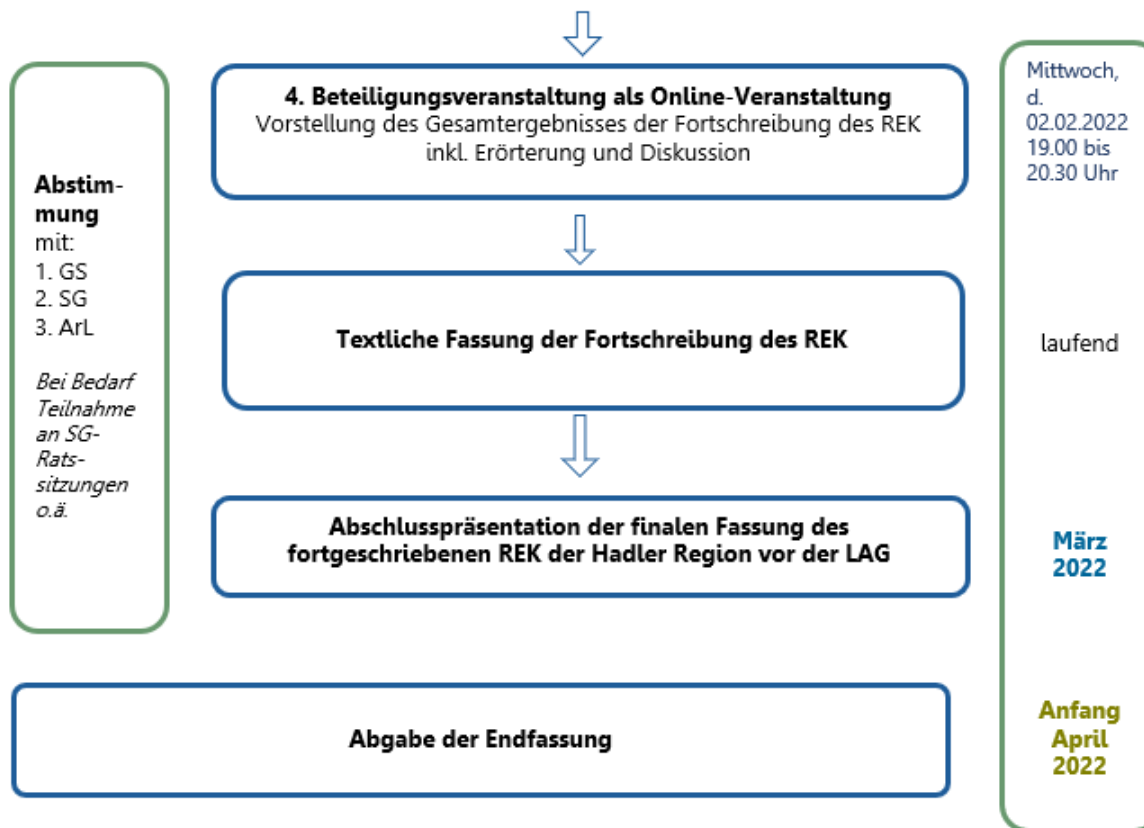 Abstim-
mung
mit:
1. GS
2. SG
3. ArL
Bei Bedarf
Teilnahme
an SG-
Rats-
sitzungen
o.ä.
4. Beteiligungsveranstaltung als Online-Veranstaltung
Vorstellung des Gesamtergebnisses der Fortschreibung des REK
inkl. Erörterung und Diskussion
Mittwoch,
d.
02.02.2022
19.00 bis
20.30 Uhr
Textliche Fassung der Fortschreibung des REK
laufend
Abschlusspräsentation der finalen Fassung des
fortgeschriebenen REK der Hadler Region vor der LAG
März
2022
Abgabe der Endfassung
Anfang
April
2022